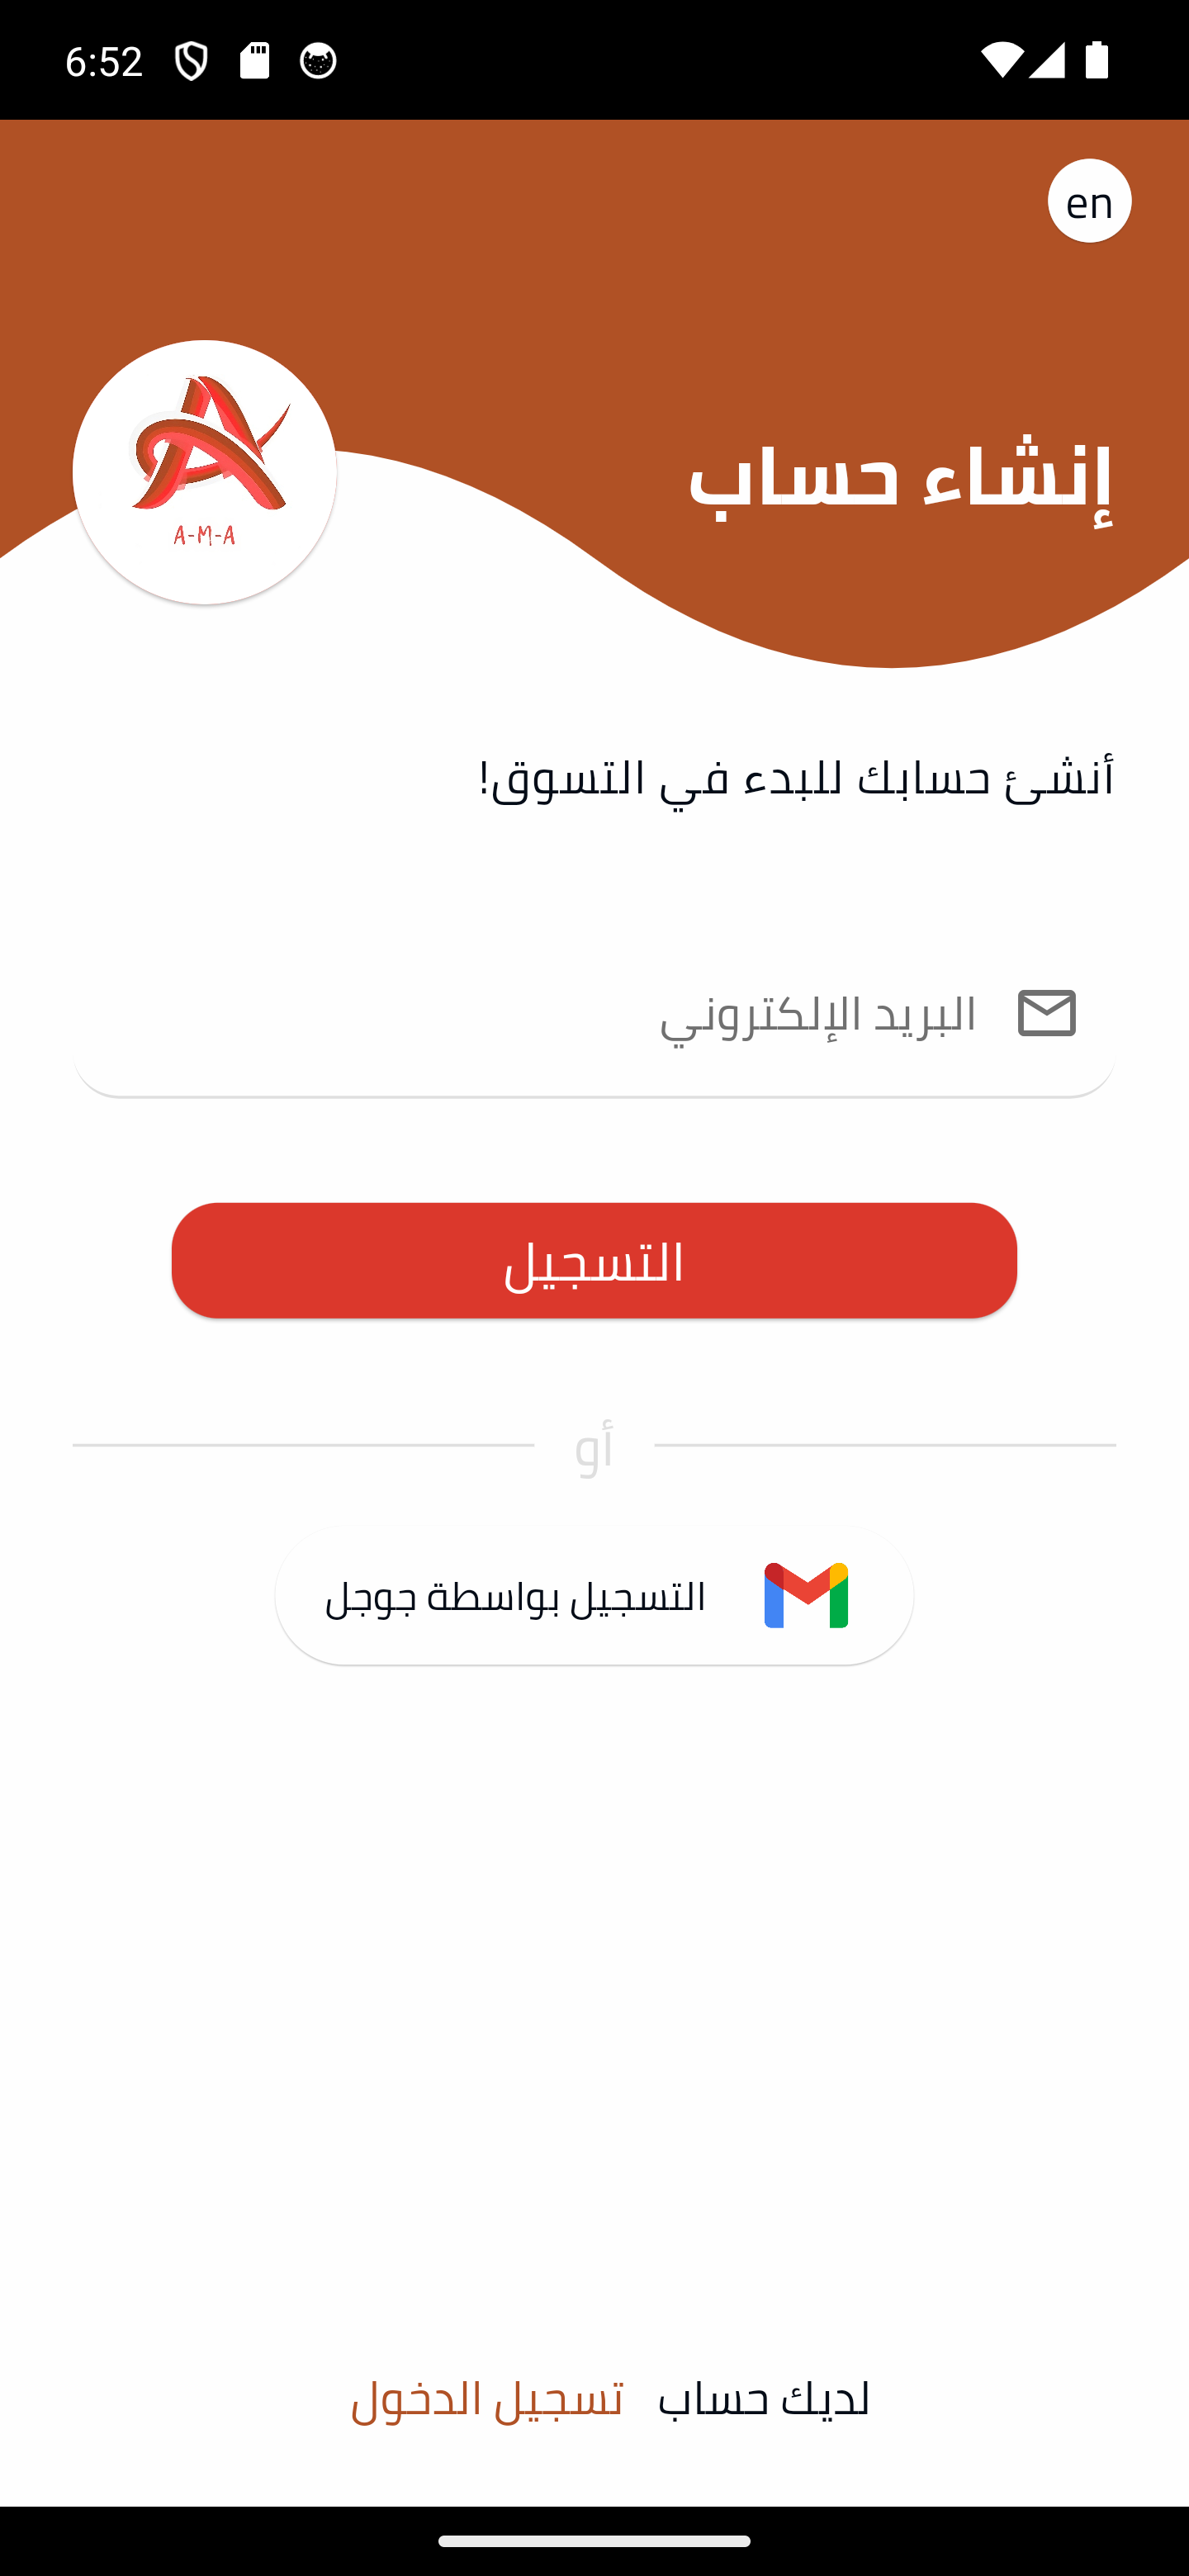 6:52
en
A-M-A
إنشاء حساب
أنشئ حسابك للبدء في التسوق!
البريد الإلكتروني
التسجيل
أو
التسجيل بواسطة جوجل
لديك حساب تسجيل الدخول